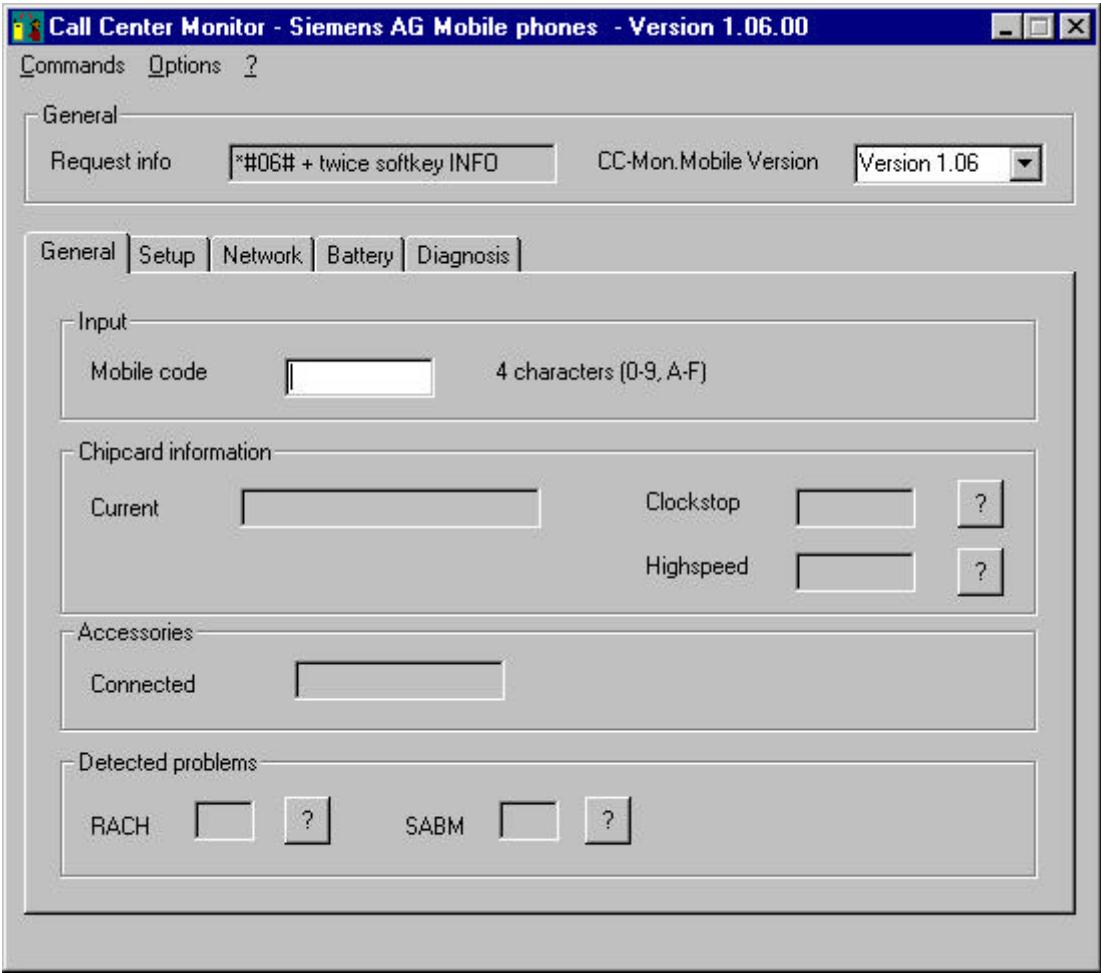 Call Center Monitor - Siemens AG Mobile phones - Version 1.06.00
Commands Options ?
General
Request info *#06# + twice softkey INFO CC-Mon.Mobile Version Version 1.06
General Setup Network Battery Diagnosis
Input
Mobile code 4 characters (0-9, A-F)
Chipcard information
Current Clockstop ?
Highspeed ?
Accessories
Connected
Detected problems
RACH ? SABM ?